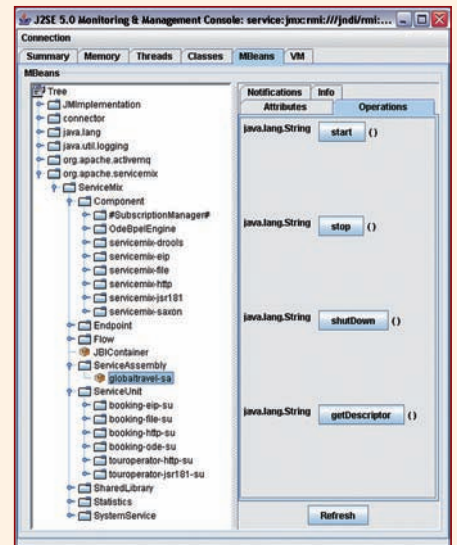 J2SE 5.0 Monitoring & Management Console: service:jmx:rmi:///jndi/rmi:...
Connection
Summary Memory Threads Classes MBeans VM
MBeans
Tree
JMImplementation
connector
java.lang
java.util.logging
org.apache.activemq
org.apache.servicemix
ServiceMix
Component
#SubscriptionManager#
OdeBpelEngine
servicemix-drools
servicemix-eip
servicemix-file
servicemix-http
servicemix-jsr181
servicemix-saxon
Endpoint
Flow
JBIContainer
ServiceAssembly
globaltravel-sa
ServiceUnit
booking-eip-su
booking-file-su
booking-http-su
booking-ode-su
touroperator-http-su
touroperator-jsr181-su
SharedLibrary
Statistics
SystemService
Notifications Info
Attributes Operations
java.lang.String start ()
java.lang.String stop ()
java.lang.String shutDown ()
java.lang.String getDescriptor ()
Refresh